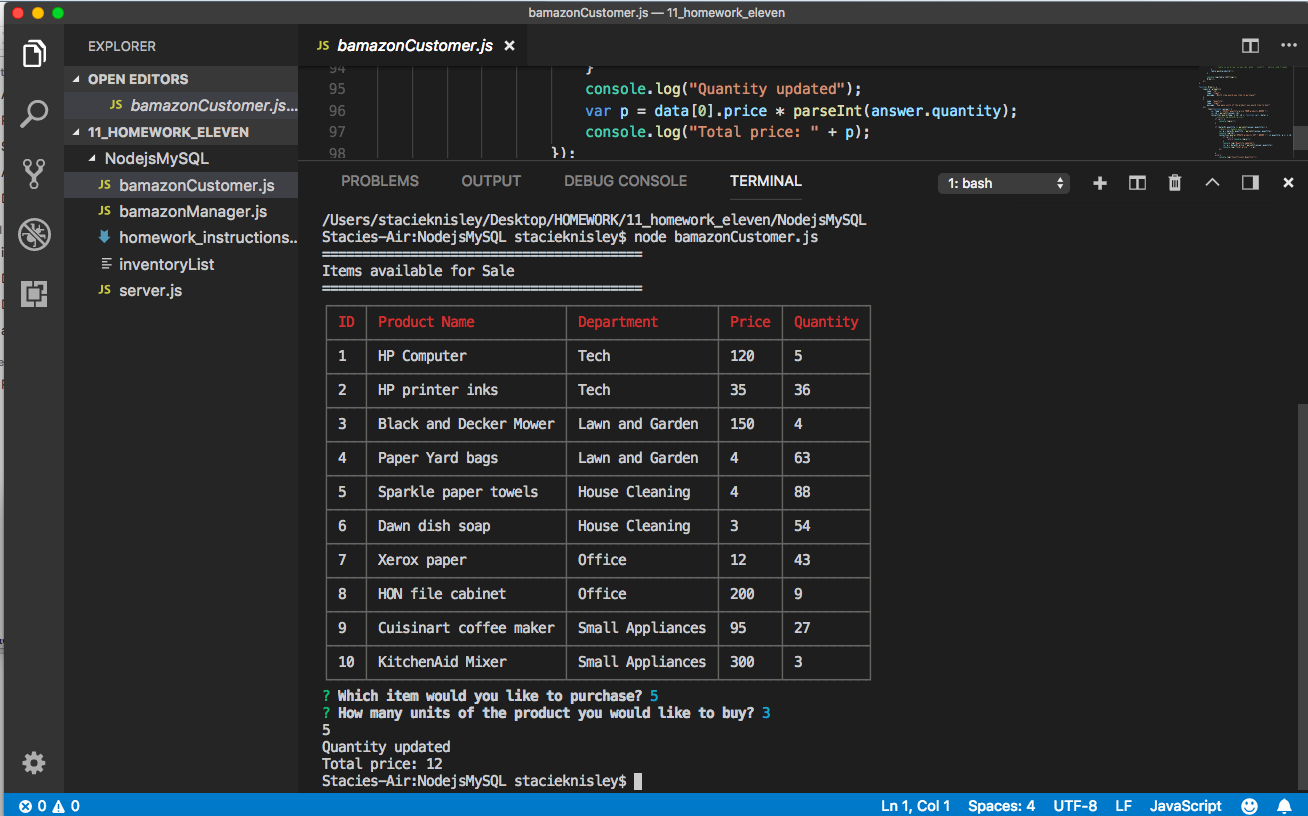 bamazonCustomer.js — 11_homework_eleven
EXPLORER
OPEN EDITORS
JS bamazonCustomer.js...
11_HOMEWORK_ELEVEN
NodejsMySQL
JS bamazonCustomer.js
JS bamazonManager.js
homework_instructions...
inventoryList
JS server.js
JS bamazonCustomer.js
94 }
95 console.log("Quantity updated");
96 var p = data[0].price * parseInt(answer.quantity);
97 console.log("Total price: " + p);
98 });
PROBLEMS OUTPUT DEBUG CONSOLE TERMINAL 1: bash
/Users/stacieknisley/Desktop/HOMEWORK/11_homework_eleven/NodejsMySQL
Stacies-Air:NodejsMySQL stacieknisley$ node bamazonCustomer.js
========================================
Items available for Sale
========================================
ID Product Name Department Price Quantity
1 HP Computer Tech 120 5
2 HP printer inks Tech 35 36
3 Black and Decker Mower Lawn and Garden 150 4
4 Paper Yard bags Lawn and Garden 4 63
5 Sparkle paper towels House Cleaning 4 88
6 Dawn dish soap House Cleaning 3 54
7 Xerox paper Office 12 43
8 HON file cabinet Office 200 9
9 Cuisinart coffee maker Small Appliances 95 27
10 KitchenAid Mixer Small Appliances 300 3
? Which item would you like to purchase? 5
? How many units of the product you would like to buy? 3
5
Quantity updated
Total price: 12
Stacies-Air:NodejsMySQL stacieknisley$
0 0 Ln 1, Col 1 Spaces: 4 UTF-8 LF JavaScript